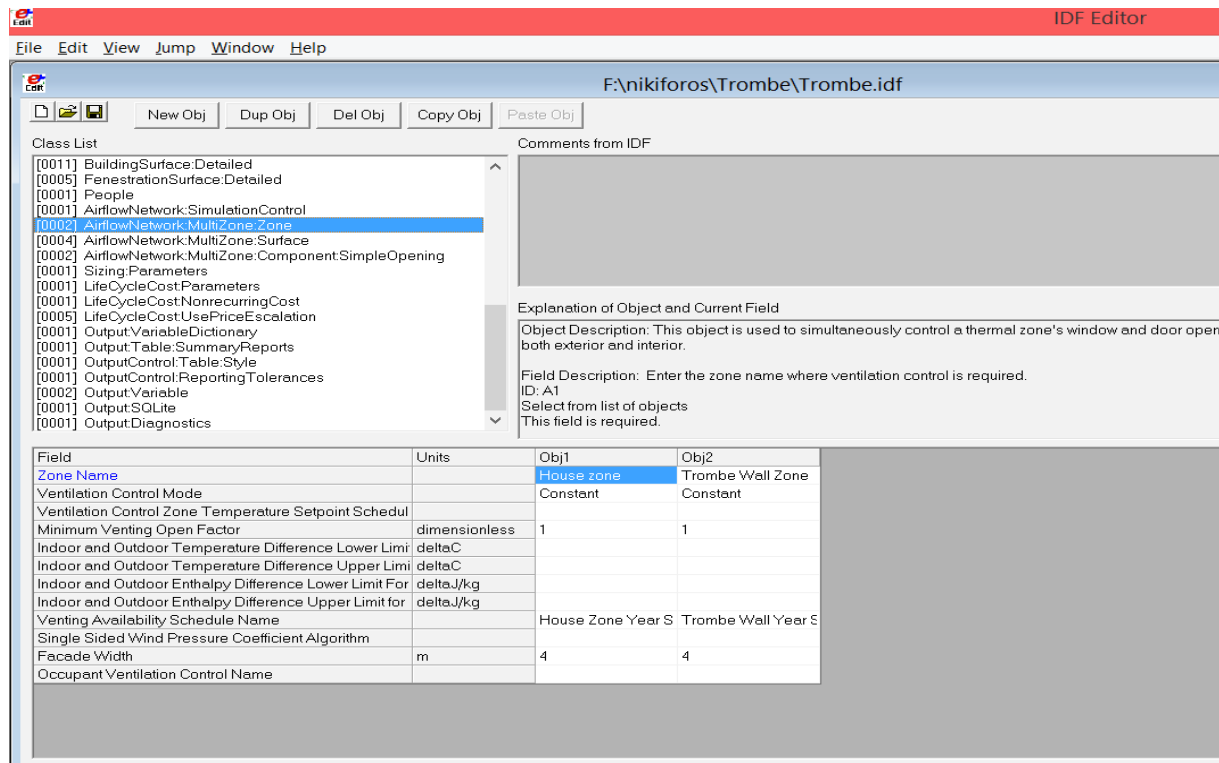 IDF Editor
File Edit View Jump Window Help
F:\nikiforos\Trombe\Trombe.idf
New Obj Dup Obj Del Obj Copy Obj Paste Obj
Class List
Comments from IDF
[0011] BuildingSurface:Detailed
[0005] FenestrationSurface:Detailed
[0001] People
[0001] AirflowNetwork:SimulationControl
[0002] AirflowNetwork:MultiZone:Zone
[0004] AirflowNetwork:MultiZone:Surface
[0002] AirflowNetwork:MultiZone:Component:SimpleOpening
[0001] Sizing:Parameters
[0001] LifeCycleCost:Parameters
[0001] LifeCycleCost:NonrecurringCost
[0005] LifeCycleCost:UsePriceEscalation
[0001] Output:VariableDictionary
[0001] Output:Table:SummaryReports
[0001] OutputControl:Table:Style
[0001] OutputControl:ReportingTolerances
[0002] Output:Variable
[0001] Output:SQLite
[0001] Output:Diagnostics
Explanation of Object and Current Field
Object Description: This object is used to simultaneously control a thermal zone's window and door open
both exterior and interior.
Field Description: Enter the zone name where ventilation control is required.
ID: A1
Select from list of objects
This field is required.
Field Units Obj1 Obj2
Zone Name House zone Trombe Wall Zone
Ventilation Control Mode Constant Constant
Ventilation Control Zone Temperature Setpoint Schedul
Minimum Venting Open Factor dimensionless 1 1
Indoor and Outdoor Temperature Difference Lower Limi deltaC
Indoor and Outdoor Temperature Difference Upper Limi deltaC
Indoor and Outdoor Enthalpy Difference Lower Limit For deltaJ/kg
Indoor and Outdoor Enthalpy Difference Upper Limit for deltaJ/kg
Venting Availability Schedule Name House Zone Year S Trombe Wall Year S
Single Sided Wind Pressure Coefficient Algorithm
Facade Width m 4 4
Occupant Ventilation Control Name